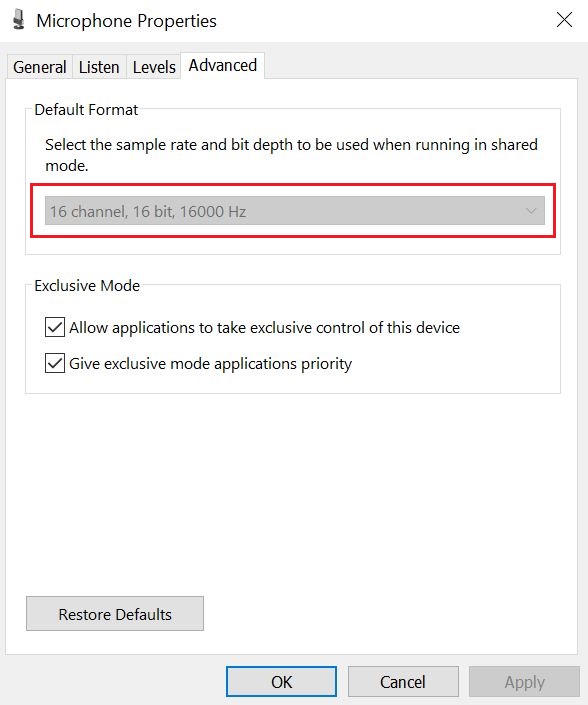 Microphone Properties
General
Listen
Levels
Advanced
Default Format
Select the sample rate and bit depth to be used when running in shared
mode.
16 channel, 16 bit, 16000 Hz
Exclusive Mode
Allow applications to take exclusive control of this device
Give exclusive mode applications priority
Restore Defaults
OK
Cancel
Apply